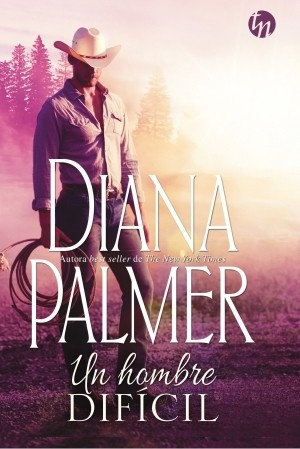 tn
DIANA
Autora best seller de The New York Times
PALMER
Un hombre
DIFÍCIL